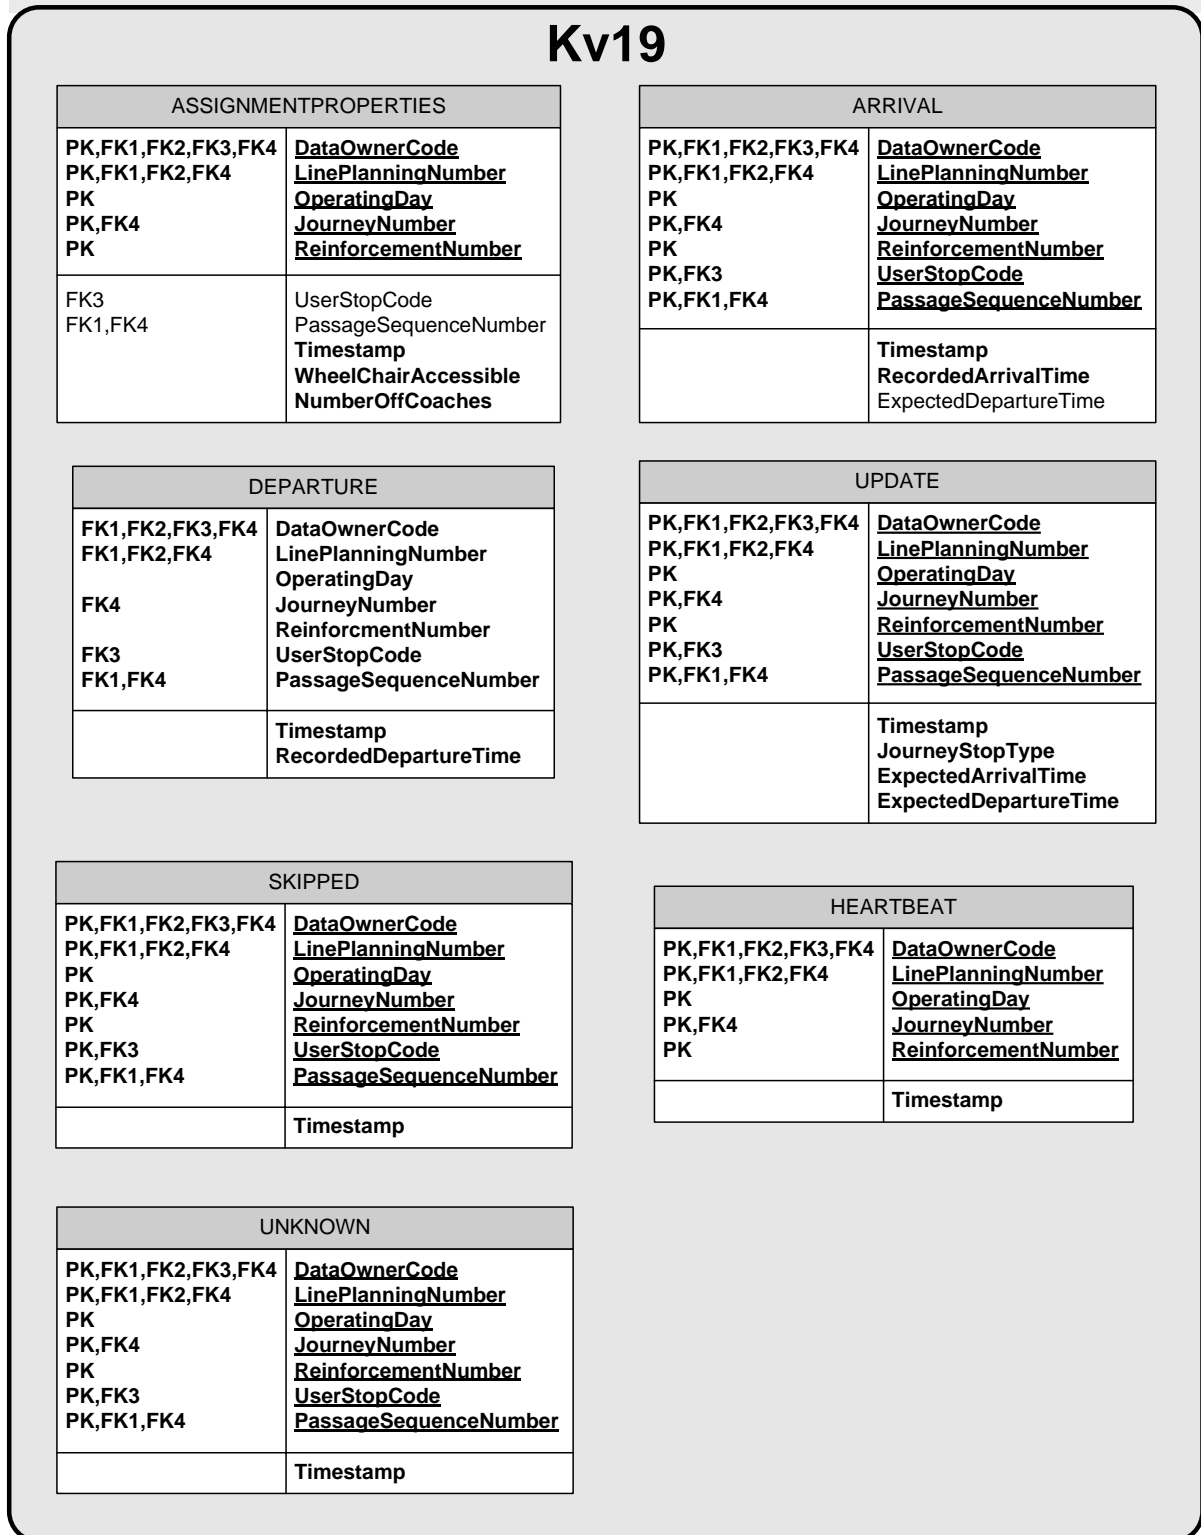 Kv19
ASSIGNMENTPROPERTIES
PK,FK1,FK2,FK3,FK4 DataOwnerCode
PK,FK1,FK2,FK4 LinePlanningNumber
PK OperatingDay
PK,FK4 JourneyNumber
PK ReinforcementNumber
FK3 UserStopCode
FK1,FK4 PassageSequenceNumber
Timestamp
WheelChairAccessible
NumberOffCoaches
ARRIVAL
PK,FK1,FK2,FK3,FK4 DataOwnerCode
PK,FK1,FK2,FK4 LinePlanningNumber
PK OperatingDay
PK,FK4 JourneyNumber
PK ReinforcementNumber
PK,FK3 UserStopCode
PK,FK1,FK4 PassageSequenceNumber
Timestamp
RecordedArrivalTime
ExpectedDepartureTime
DEPARTURE
FK1,FK2,FK3,FK4 DataOwnerCode
FK1,FK2,FK4 LinePlanningNumber
OperatingDay
FK4 JourneyNumber
ReinforcmentNumber
FK3 UserStopCode
FK1,FK4 PassageSequenceNumber
Timestamp
RecordedDepartureTime
UPDATE
PK,FK1,FK2,FK3,FK4 DataOwnerCode
PK,FK1,FK2,FK4 LinePlanningNumber
PK OperatingDay
PK,FK4 JourneyNumber
PK ReinforcementNumber
PK,FK3 UserStopCode
PK,FK1,FK4 PassageSequenceNumber
Timestamp
JourneyStopType
ExpectedArrivalTime
ExpectedDepartureTime
SKIPPED
PK,FK1,FK2,FK3,FK4 DataOwnerCode
PK,FK1,FK2,FK4 LinePlanningNumber
PK OperatingDay
PK,FK4 JourneyNumber
PK ReinforcementNumber
PK,FK3 UserStopCode
PK,FK1,FK4 PassageSequenceNumber
Timestamp
HEARTBEAT
PK,FK1,FK2,FK3,FK4 DataOwnerCode
PK,FK1,FK2,FK4 LinePlanningNumber
PK OperatingDay
PK,FK4 JourneyNumber
PK ReinforcementNumber
Timestamp
UNKNOWN
PK,FK1,FK2,FK3,FK4 DataOwnerCode
PK,FK1,FK2,FK4 LinePlanningNumber
PK OperatingDay
PK,FK4 JourneyNumber
PK ReinforcementNumber
PK,FK3 UserStopCode
PK,FK1,FK4 PassageSequenceNumber
Timestamp